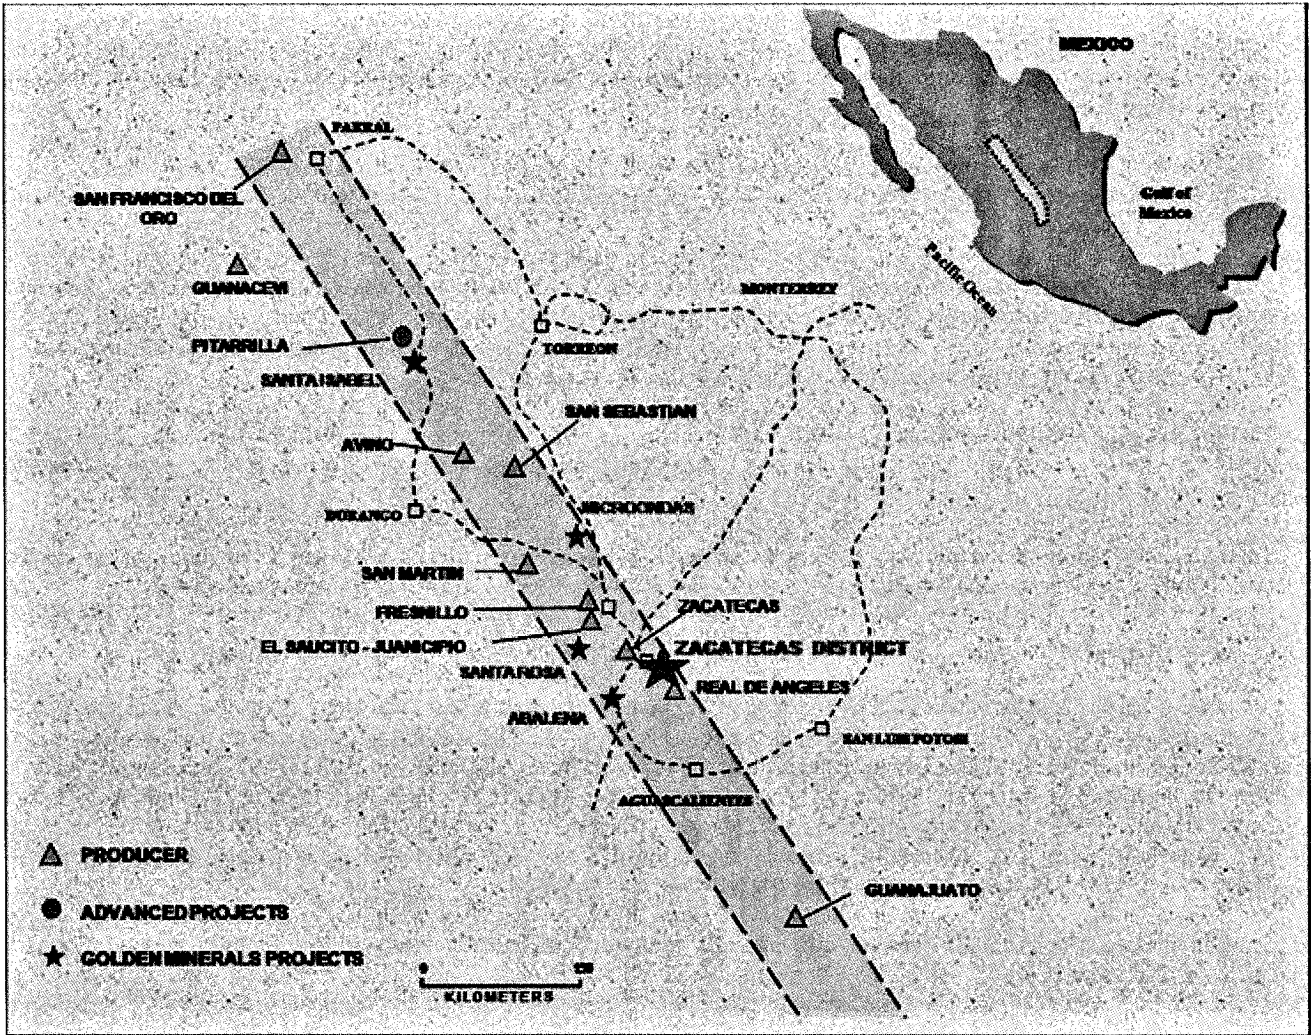 MEXICO
Gulf of
Mexico
Pacific Ocean
PARRAL
SAN FRANCISCO DEL
ORO
GUANACEVI
MONTERREY
PITARRILLA
TORREON
SANTA ISABEL
SAN SEBASTIAN
AVINO
MICROONDAS
DURANGO
SAN MARTIN
FRESNILLO
ZACATECAS
EL SAUCITO - JUANICIPIO
ZACATECAS DISTRICT
SANTA ROSA
REAL DE ANGELES
ABALENA
SAN LUIS POTOSI
AGUASCALIENTES
PRODUCER
GUANAJUATO
ADVANCED PROJECTS
GOLDEN MINERALS PROJECTS
0
KILOMETERS